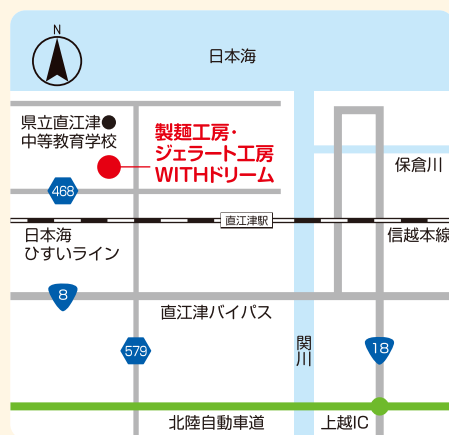 N
日本海
県立直江津
中等教育学校
製麺工房・
ジェラート工房
WITHドリーム
保倉川
468
直江津駅
日本海
ひすいライン
信越本線
8
直江津バイパス
関川
579
18
北陸自動車道
上越IC